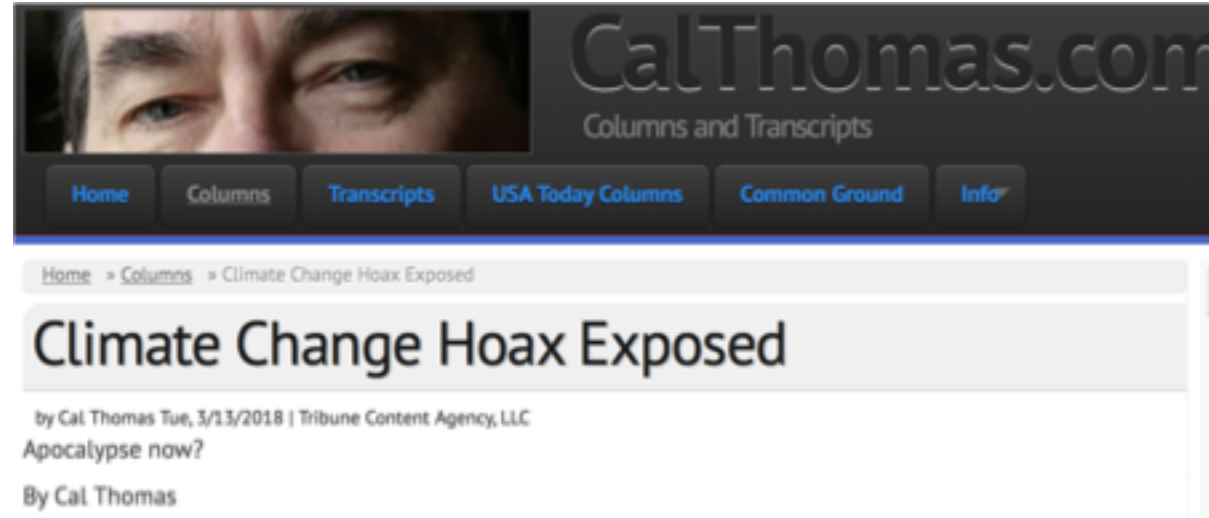 CalThomas.com
Columns and Transcripts
Home Columns Transcripts USA Today Columns Common Ground Info
Home » Columns » Climate Change Hoax Exposed
Climate Change Hoax Exposed
by Cal Thomas Tue, 3/13/2018 | Tribune Content Agency, LLC
Apocalypse now?
By Cal Thomas